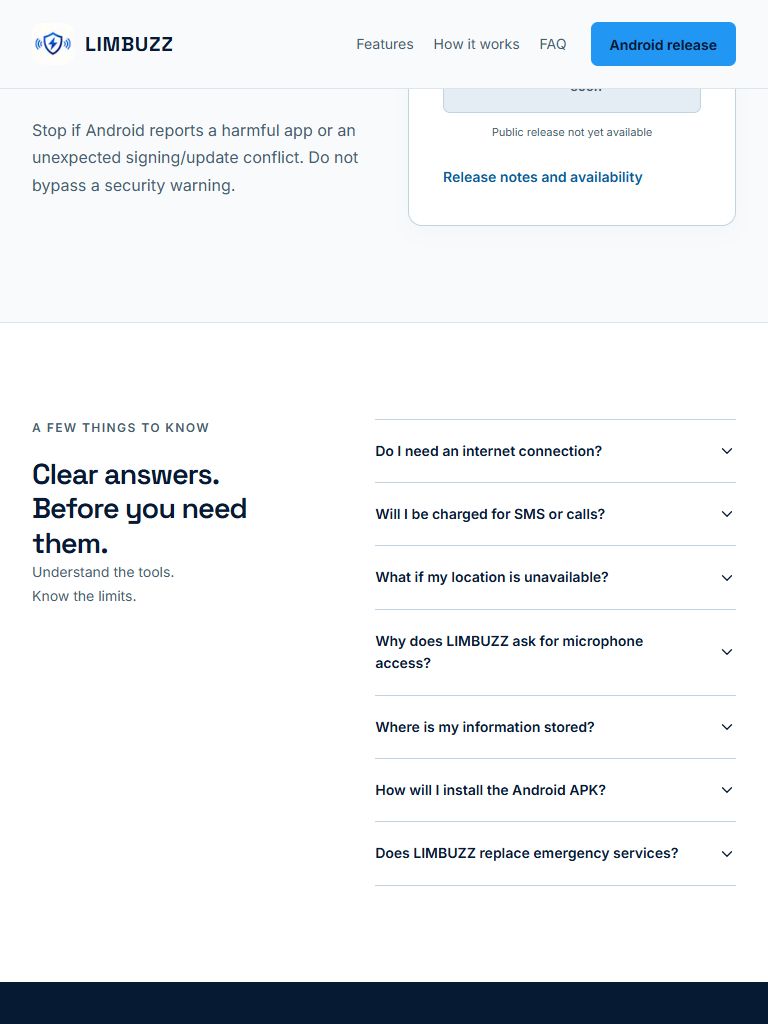 LIMBUZZ
Features
How it works
FAQ
Android release
Stop if Android reports a harmful app or an
unexpected signing/update conflict. Do not
bypass a security warning.
Public release not yet available
Release notes and availability
A FEW THINGS TO KNOW
Clear answers.
Before you need
them.
Understand the tools.
Know the limits.
Do I need an internet connection?
Will I be charged for SMS or calls?
What if my location is unavailable?
Why does LIMBUZZ ask for microphone
access?
Where is my information stored?
How will I install the Android APK?
Does LIMBUZZ replace emergency services?